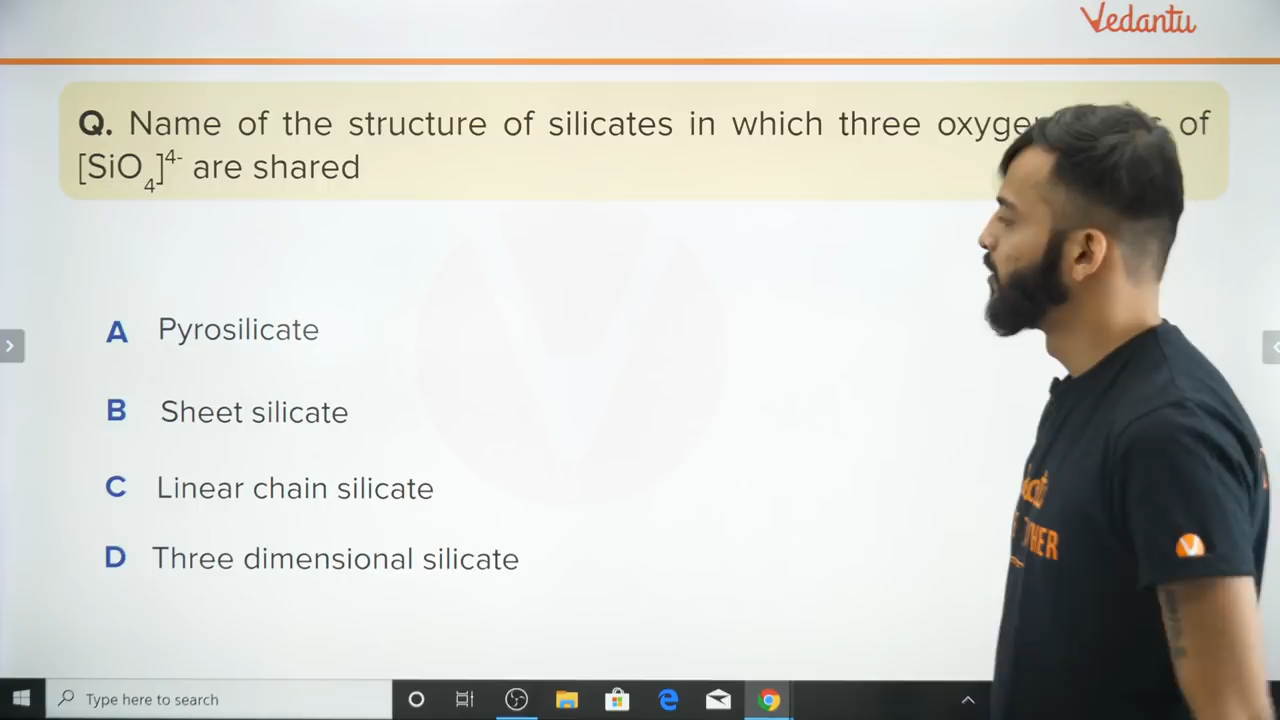 Vedantu
Q. Name of the structure of silicates in which three of
[SiO4]4- are shared
A Pyrosilicate
B Sheet silicate
C Linear chain silicate
D Three dimensional silicate
Type here to search